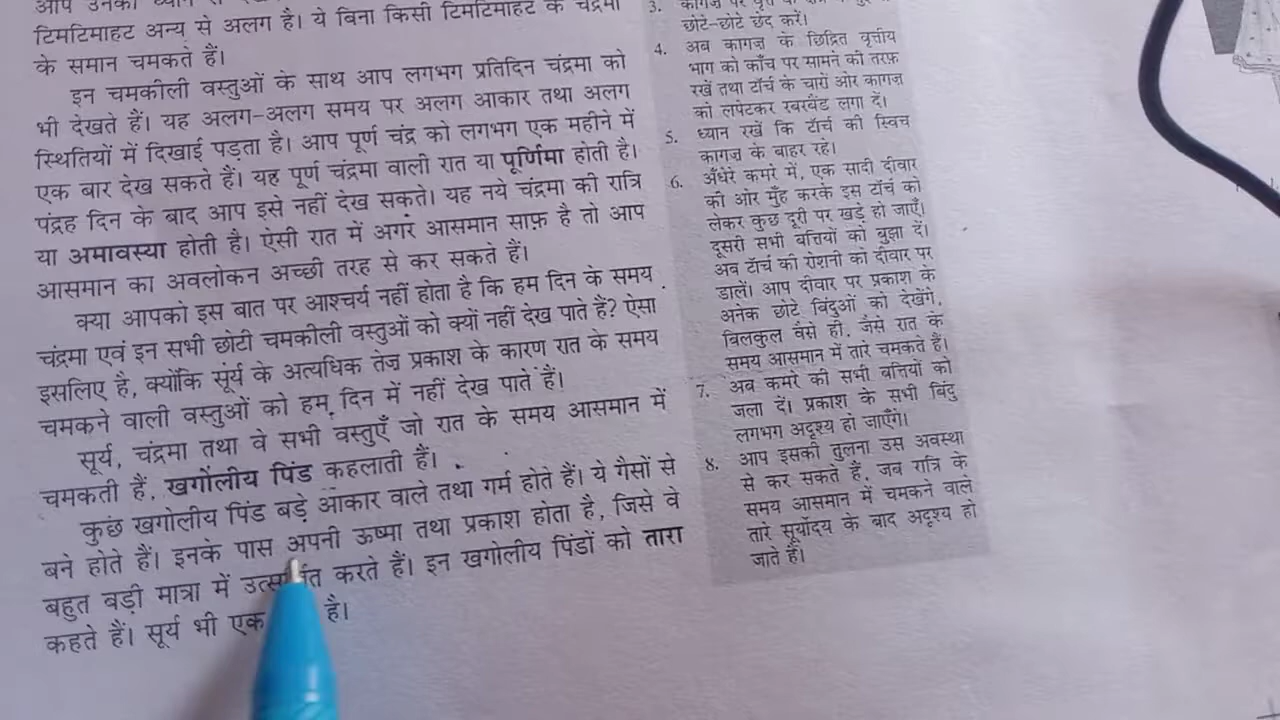 टिमटिमाहट अन्य से अलग है। ये बिना किसी टिमटिमाहट के चंद्रमा
के समान चमकते हैं।
इन चमकीली वस्तुओं के साथ आप लगभग प्रतिदिन चंद्रमा को
भी देखते हैं। यह अलग-अलग समय पर अलग आकार तथा अलग
स्थितियों में दिखाई पड़ता है। आप पूर्ण चंद्र को लगभग एक महीने में
एक बार देख सकते हैं। यह पूर्ण चंद्रमा वाली रात या पूर्णिमा होती है।
पंद्रह दिन के बाद आप इसे नहीं देख सकते। यह नये चंद्रमा की रात्रि
या अमावस्या होती है। ऐसी रात में अगर आसमान साफ़ है तो आप
आसमान का अवलोकन अच्छी तरह से कर सकते हैं।
क्या आपको इस बात पर आश्चर्य नहीं होता है कि हम दिन के समय
चंद्रमा एवं इन सभी छोटी चमकीली वस्तुओं को क्यों नहीं देख पाते हैं? ऐसा
इसलिए है, क्योंकि सूर्य के अत्यधिक तेज़ प्रकाश के कारण रात के समय
चमकने वाली वस्तुओं को हम दिन में नहीं देख पाते हैं।
सूर्य, चंद्रमा तथा वे सभी वस्तुएँ जो रात के समय आसमान में
चमकती हैं, खगोलीय पिंड कहलाती हैं।
कुछ खगोलीय पिंड बड़े आकार वाले तथा गर्म होते हैं। ये गैसों से
बने होते हैं। इनके पास अपनी ऊष्मा तथा प्रकाश होता है, जिसे वे
बहुत बड़ी मात्रा में करते हैं। इन खगोलीय पिंडों को तारा
कहते हैं। सूर्य भी एक है।
3. कागज़ पर
छोटे-छोटे छेद करें।
4. अब कागज़ के छिद्रित वृत्तीय
भाग को काँच पर सामने की तरफ़
रखें तथा टॉर्च के चारों ओर कागज़
को लपेटकर रबरबैंड लगा दें।
5. ध्यान रखें कि टॉर्च की स्विच
कागज़ के बाहर रहे।
6. अँधेरे कमरे में, एक सादी दीवार
की ओर मुँह करके इस टॉर्च को
लेकर कुछ दूरी पर खड़े हो जाएँ।
दूसरी सभी बत्तियों को बुझा दें।
अब टॉर्च की रोशनी को दीवार पर
डालें। आप दीवार पर प्रकाश के
अनेक छोटे बिंदुओं को देखेंगे,
बिलकुल वैसे ही, जैसे रात के
समय आसमान में तारे चमकते हैं।
7. अब कमरे की सभी बत्तियों को
जला दें। प्रकाश के सभी बिंदु
लगभग अदृश्य हो जाएँगे।
8. आप इसकी तुलना उस अवस्था
से कर सकते हैं, जब रात्रि के
समय आसमान में चमकने वाले
तारे सूर्योदय के बाद अदृश्य हो
जाते हैं।